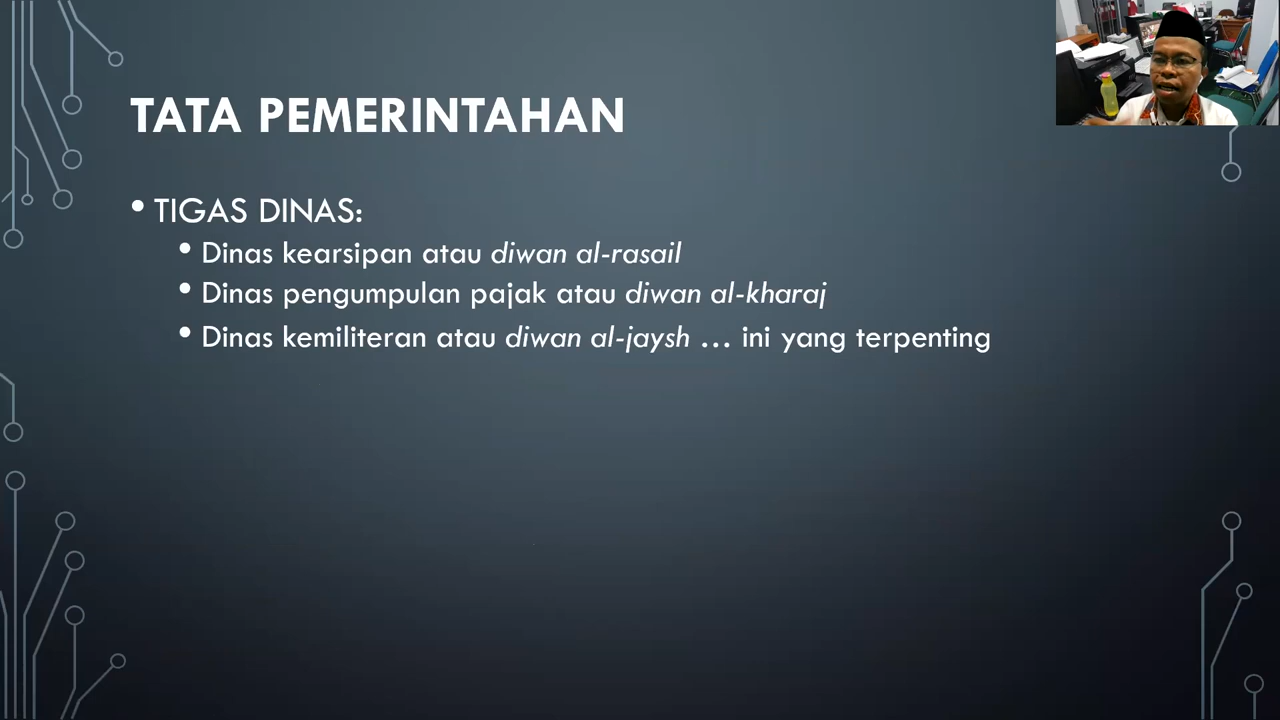 TATA PEMERINTAHAN
• TIGAS DINAS:
• Dinas kearsipan atau diwan al-rasail
• Dinas pengumpulan pajak atau diwan al-kharaj
• Dinas kemiliteran atau diwan al-jaysh … ini yang terpenting